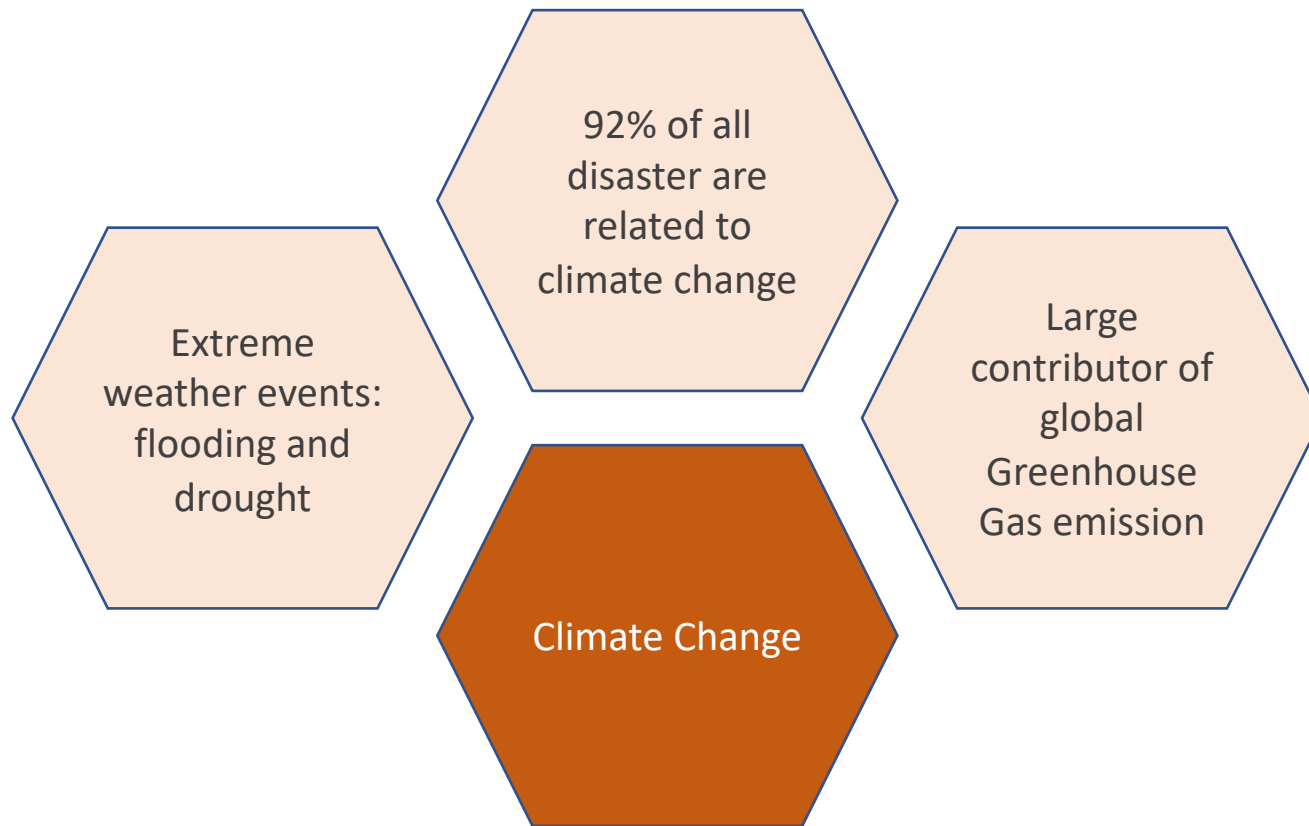 92% of all
disaster are
related to
climate change
Extreme
weather events:
flooding and
drought
Large
contributor of
global
Greenhouse
Gas emission
Climate Change